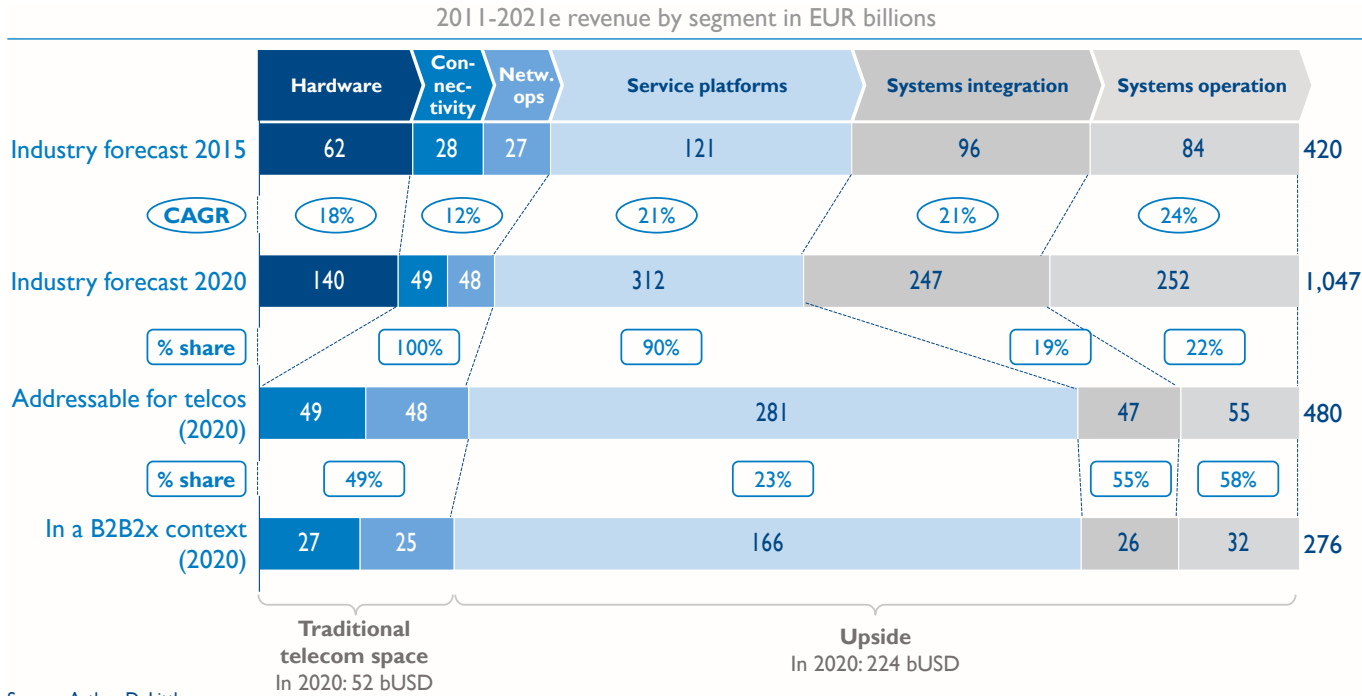 2011-2021e revenue by segment in EUR billions
Hardware
Con-
nec-
tivity
Netw.
ops
Service platforms
Systems integration
Systems operation
Industry forecast 2015
62
28
27
121
96
84
420
CAGR
18%
12%
21%
21%
24%
Industry forecast 2020
140
49
48
312
247
252
1,047
% share
100%
90%
19%
22%
Addressable for telcos
(2020)
49
48
281
47
55
480
% share
49%
23%
55%
58%
In a B2B2x context
(2020)
27
25
166
26
32
276
Traditional
telecom space
In 2020: 52 bUSD
Upside
In 2020: 224 bUSD